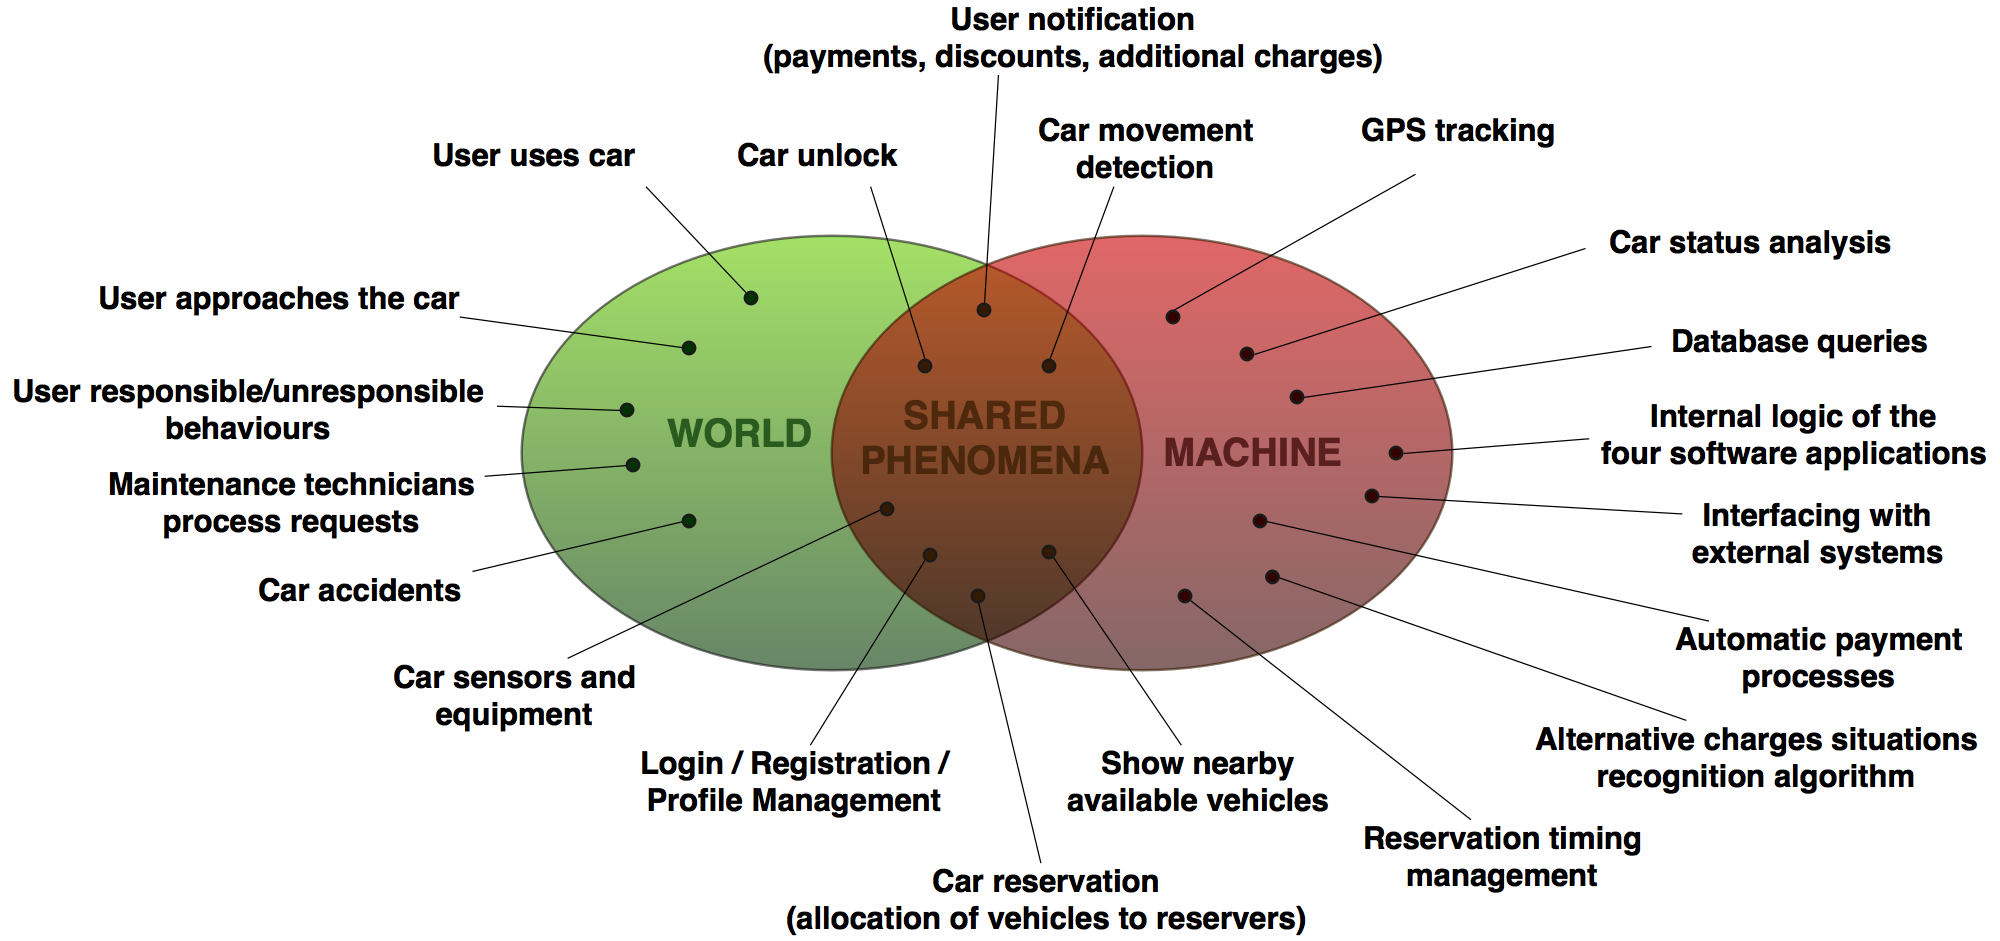 User notification
(payments, discounts, additional charges)
Car movement
detection
GPS tracking
User uses car
Car unlock
Car status analysis
User approaches the car
Database queries
User responsible/unresponsible
behaviours
WORLD
SHARED
PHENOMENA
MACHINE
Internal logic of the
four software applications
Maintenance technicians
process requests
Interfacing with
external systems
Car accidents
Automatic payment
processes
Car sensors and
equipment
Alternative charges situations
recognition algorithm
Login / Registration /
Profile Management
Show nearby
available vehicles
Reservation timing
management
Car reservation
(allocation of vehicles to reservers)